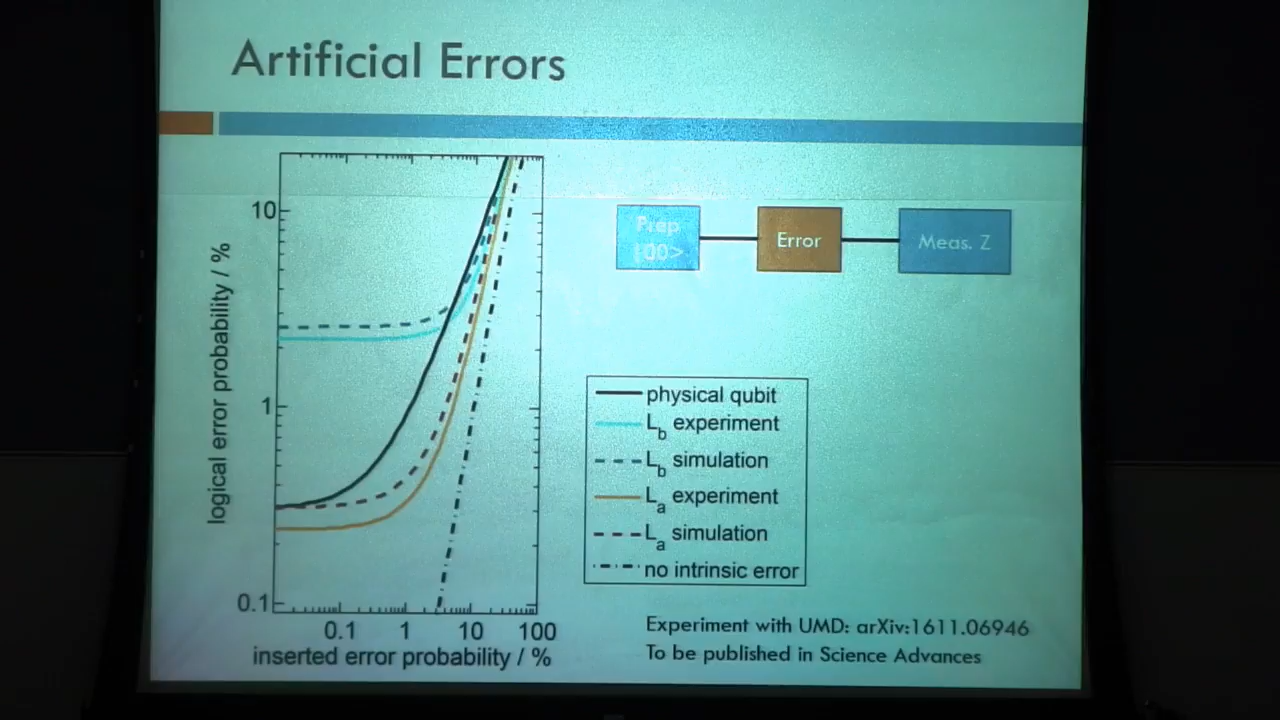 Artificial Errors
10
1
0.1
logical error probability / %
0.1 1 10 100
inserted error probability / %
Prep
|00>
Error
Meas. Z
physical qubit
Lb experiment
Lb simulation
La experiment
La simulation
no intrinsic error
Experiment with UMD: arXiv:1611.06946
To be published in Science Advances